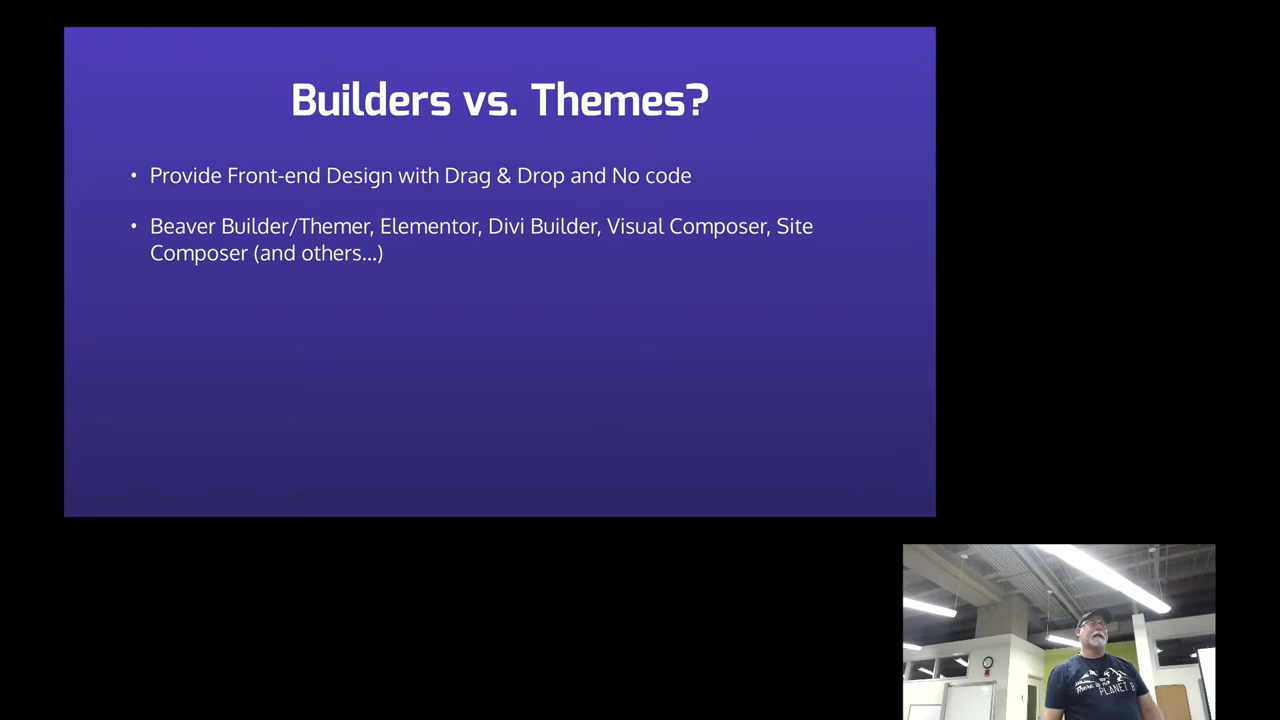 Builders vs. Themes?
• Provide Front-end Design with Drag & Drop and No code
• Beaver Builder/Themer, Elementor, Divi Builder, Visual Composer, Site
Composer (and others...)
PLANET B